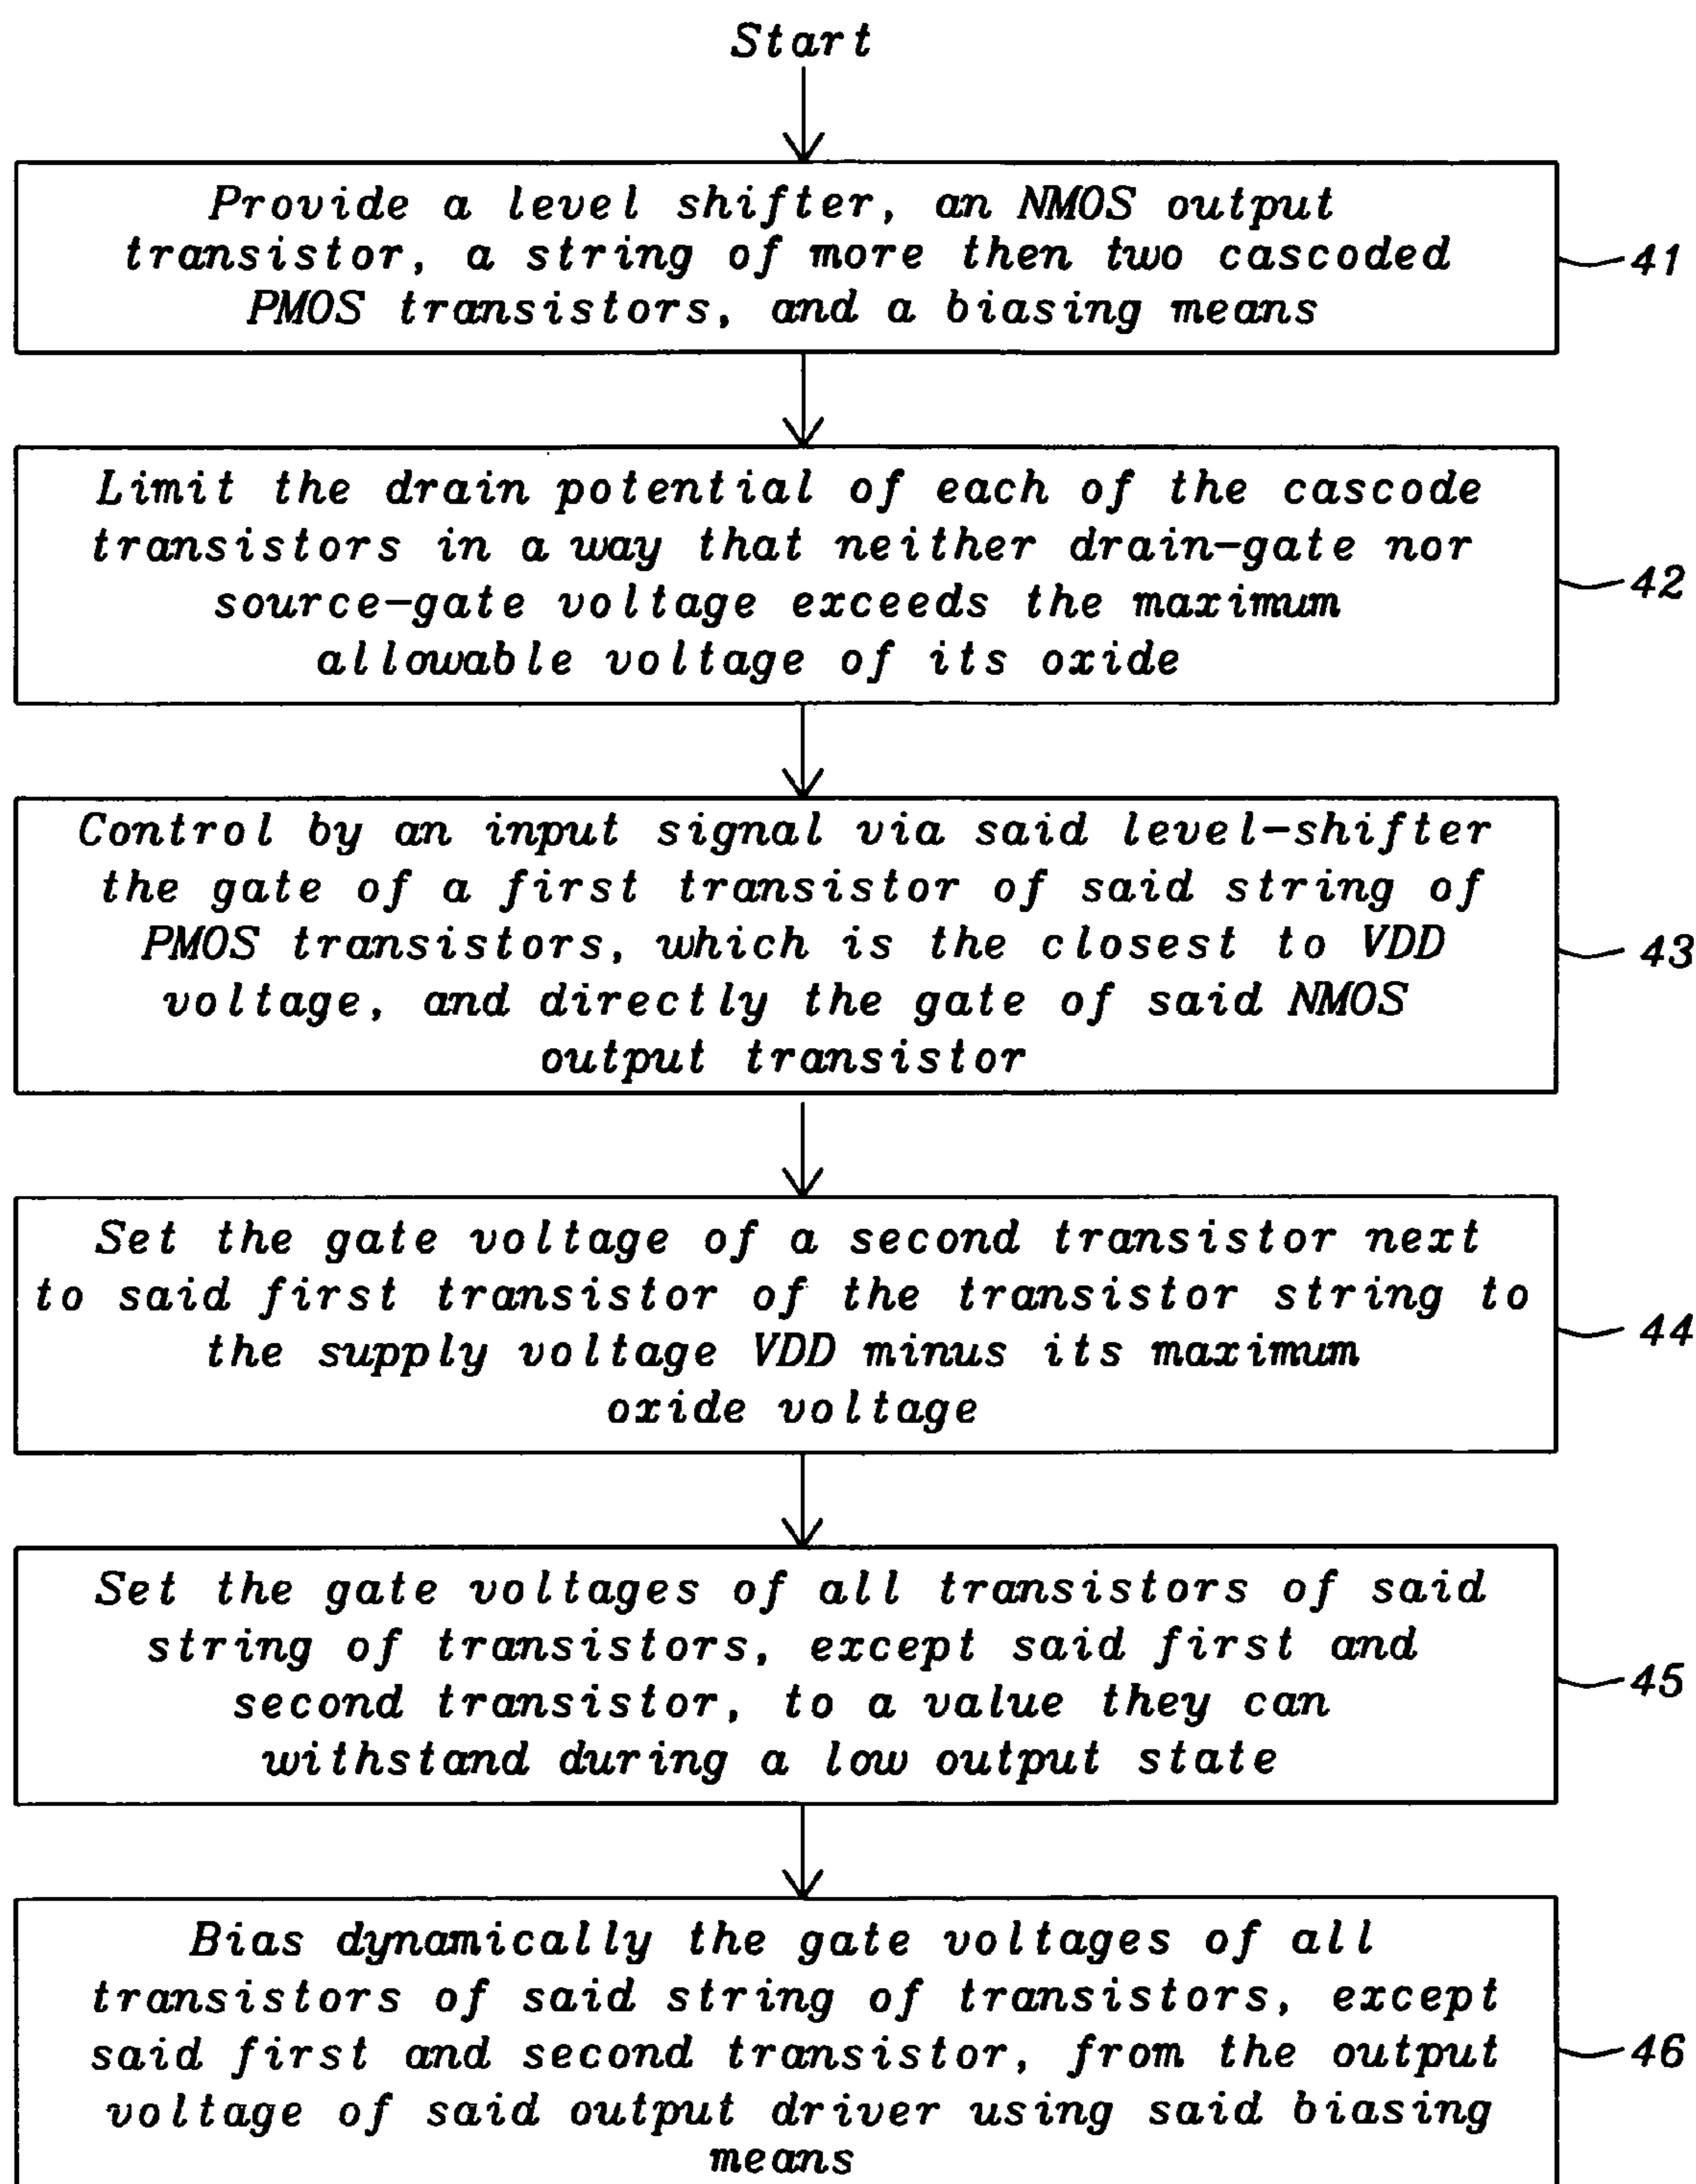 Start
Provide a level shifter, an NMOS output
transistor, a string of more then two cascoded
PMOS transistors, and a biasing means
41
Limit the drain potential of each of the cascode
transistors in a way that neither drain-gate nor
source-gate voltage exceeds the maximum
allowable voltage of its oxide
42
Control by an input signal via said level-shifter
the gate of a first transistor of said string of
PMOS transistors, which is the closest to VDD
voltage, and directly the gate of said NMOS
output transistor
43
Set the gate voltage of a second transistor next
to said first transistor of the transistor string to
the supply voltage VDD minus its maximum
oxide voltage
44
Set the gate voltages of all transistors of said
string of transistors, except said first and
second transistor, to a value they can
withstand during a low output state
45
Bias dynamically the gate voltages of all
transistors of said string of transistors, except
said first and second transistor, from the output
voltage of said output driver using said biasing
means
46